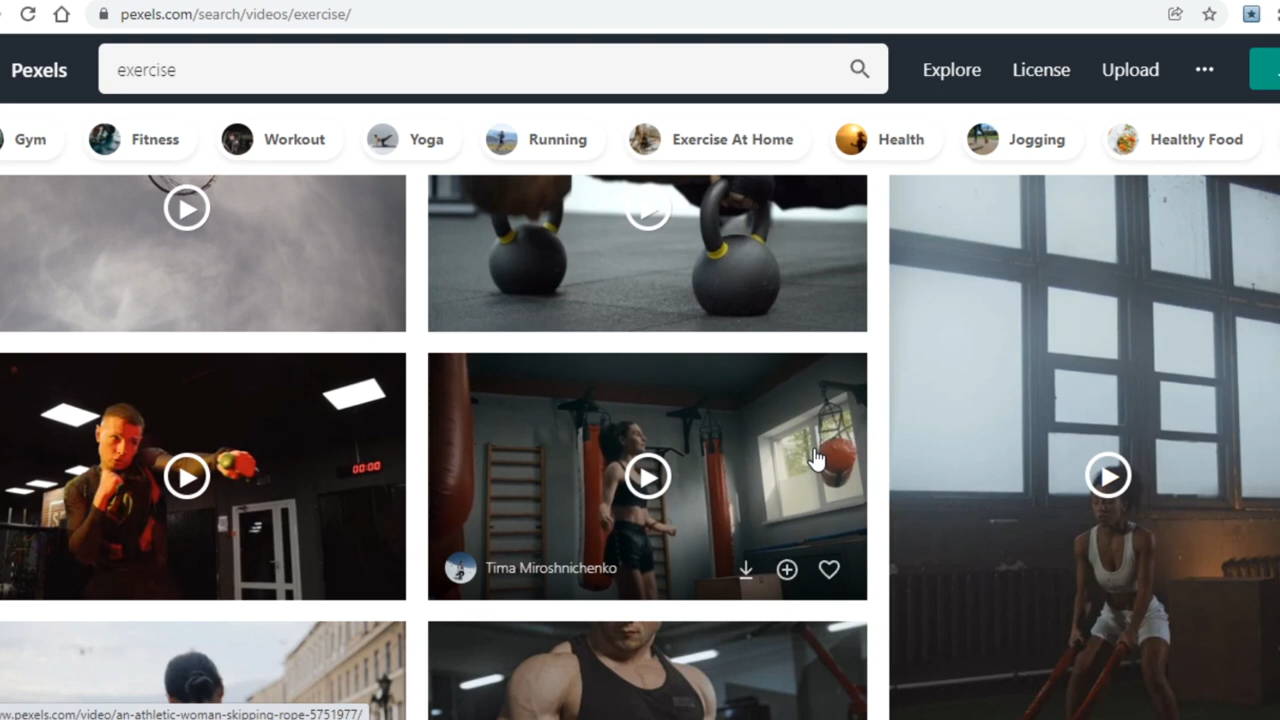 pexels.com/search/videos/exercise/
Pexels
exercise
Explore
License
Upload
Gym
Fitness
Workout
Yoga
Running
Exercise At Home
Health
Jogging
Healthy Food
00:00
Tima Miroshnichenko
w.pexels.com/video/an-athletic-woman-skipping-rope-5751977/